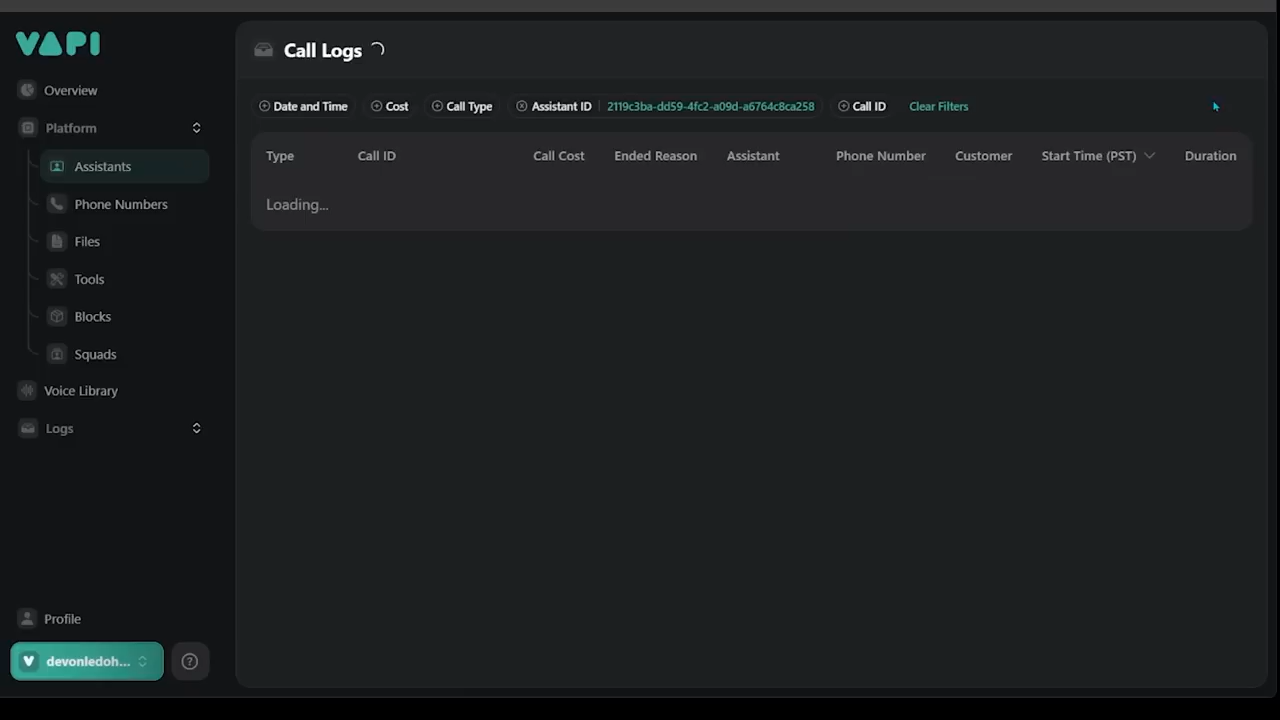 VAPI
Overview
Platform
Assistants
Phone Numbers
Files
Tools
Blocks
Squads
Voice Library
Logs
Profile
V devonledoh... ?
Call Logs
Date and Time Cost Call Type Assistant ID 2119c3ba-dd59-4fc2-a09d-a6764c8ca258 Call ID Clear Filters
Type Call ID Call Cost Ended Reason Assistant Phone Number Customer Start Time (PST) Duration
Loading...